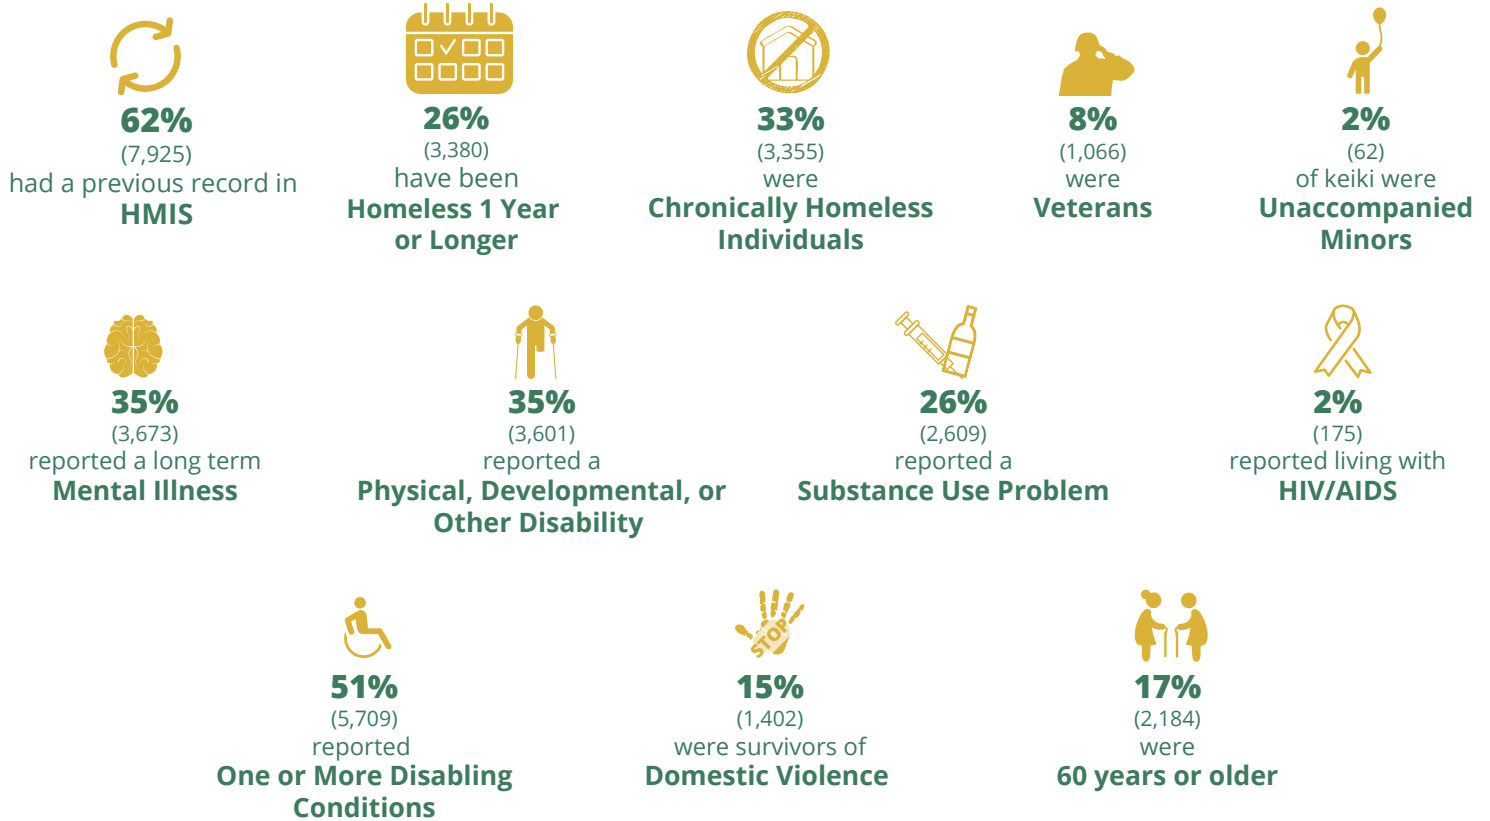 62%
(7,925)
had a previous record in
HMIS
26%
(3,380)
have been
Homeless 1 Year
or Longer
33%
(3,355)
were
Chronically Homeless
Individuals
8%
(1,066)
were
Veterans
2%
(62)
of keiki were
Unaccompanied
Minors
35%
(3,673)
reported a long term
Mental Illness
35%
(3,601)
reported a
Physical, Developmental, or
Other Disability
26%
(2,609)
reported a
Substance Use Problem
2%
(175)
reported living with
HIV/AIDS
51%
(5,709)
reported
One or More Disabling
Conditions
STOP
15%
(1,402)
were survivors of
Domestic Violence
17%
(2,184)
were
60 years or older